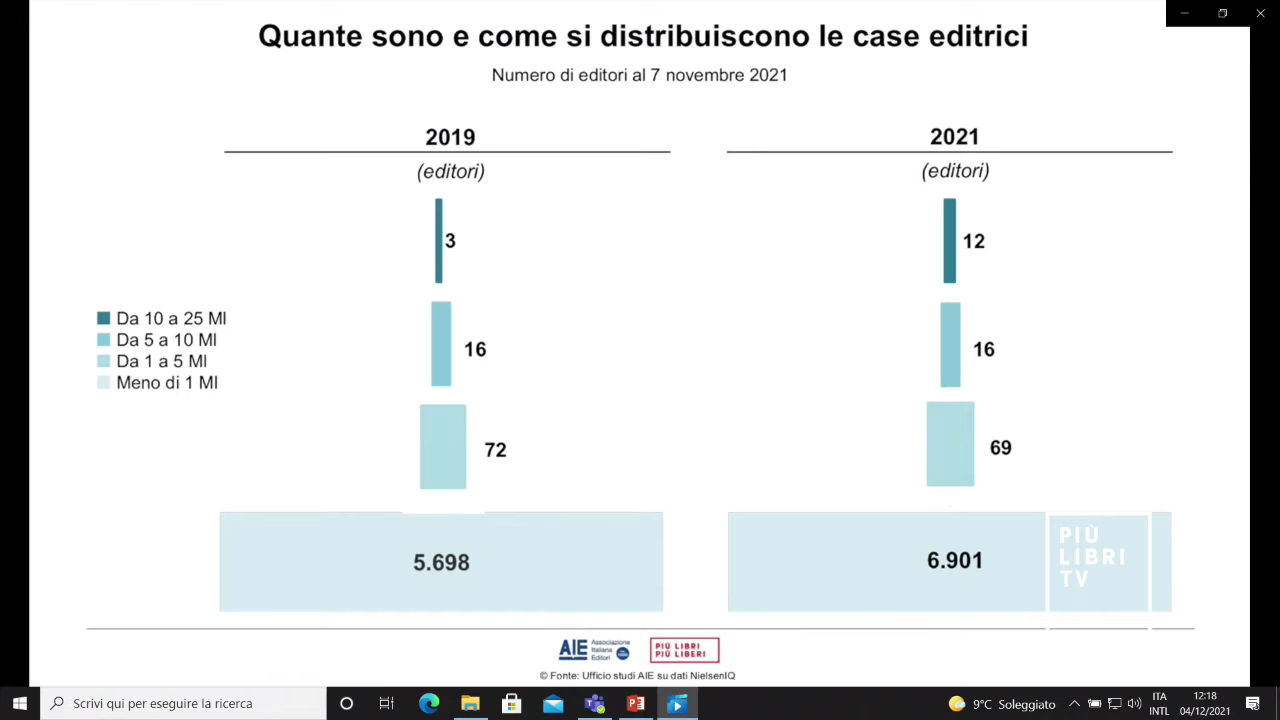 Quante sono e come si distribuiscono le case editrici
Numero di editori al 7 novembre 2021
2019
2021
(editori)
(editori)
3
12
Da 10 a 25 Ml
Da 5 a 10 Ml
Da 1 a 5 Ml
Meno di 1 Ml
16
16
72
69
5.698
6.901
PIÙ
LIBRI
TV
AIE
Associazione
Italiana
Editori
PIÙ LIBRI
PIÙ LIBERI
© Fonte: Ufficio studi AIE su dati NielsenIQ
Scrivi qui per eseguire la ricerca
9°C Soleggiato
ITA
INTL
12:18
04/12/2021